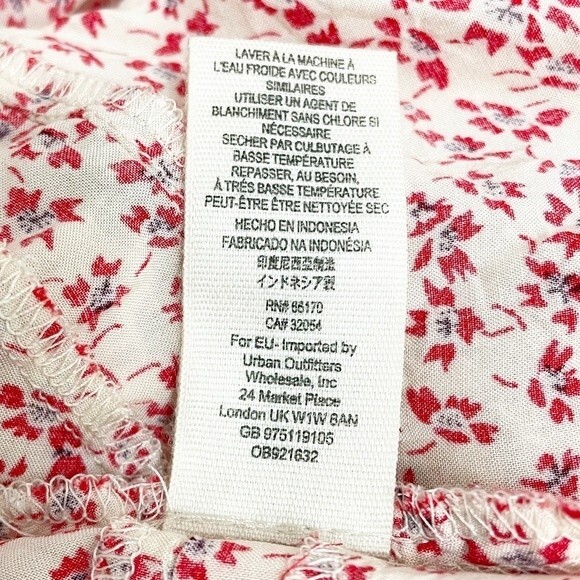 LAVER À LA MACHINE À
L'EAU FROIDE AVEC COULEURS
SIMILAIRES
UTILISER UN AGENT DE
BLANCHIMENT SANS CHLORE SI
NÉCESSAIRE
SECHER PAR CULBUTAGE À
BASSE TEMPÉRATURE
REPASSER, AU BESOIN,
À TRÉS BASSE TEMPÉRATURE
PEUT-ÊTRE ÊTRE NETTOYÉE SEC
HECHO EN INDONESIA
FABRICADO NA INDONÉSIA
印度尼西亞製造
インドネシア製
RN# 66170
CA# 32054
For EU- Imported by
Urban Outfitters
Wholesale, Inc
24 Market Place
London UK W1W 8AN
GB 975119105
OB921632